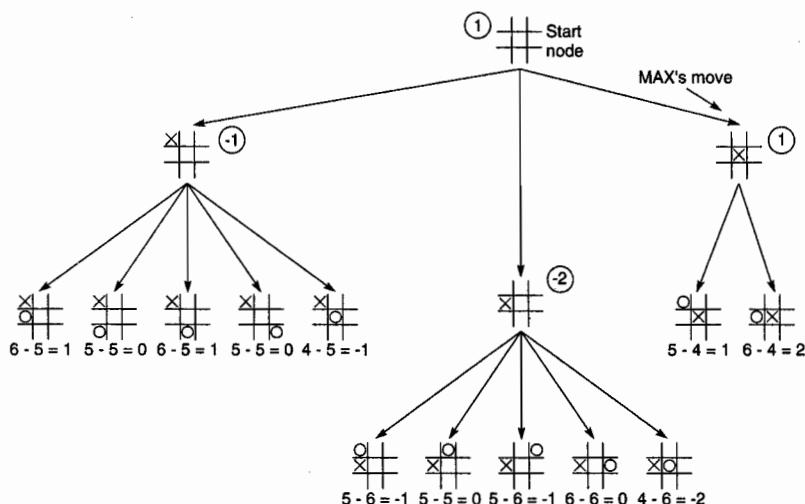 1 Start
node
MAX's move
-1
1
-2
6 - 5 = 1 5 - 5 = 0 6 - 5 = 1 5 - 5 = 0 4 - 5 = -1
5 - 4 = 1 6 - 4 = 2
5 - 6 = -1 5 - 5 = 0 5 - 6 = -1 6 - 6 = 0 4 - 6 = -2